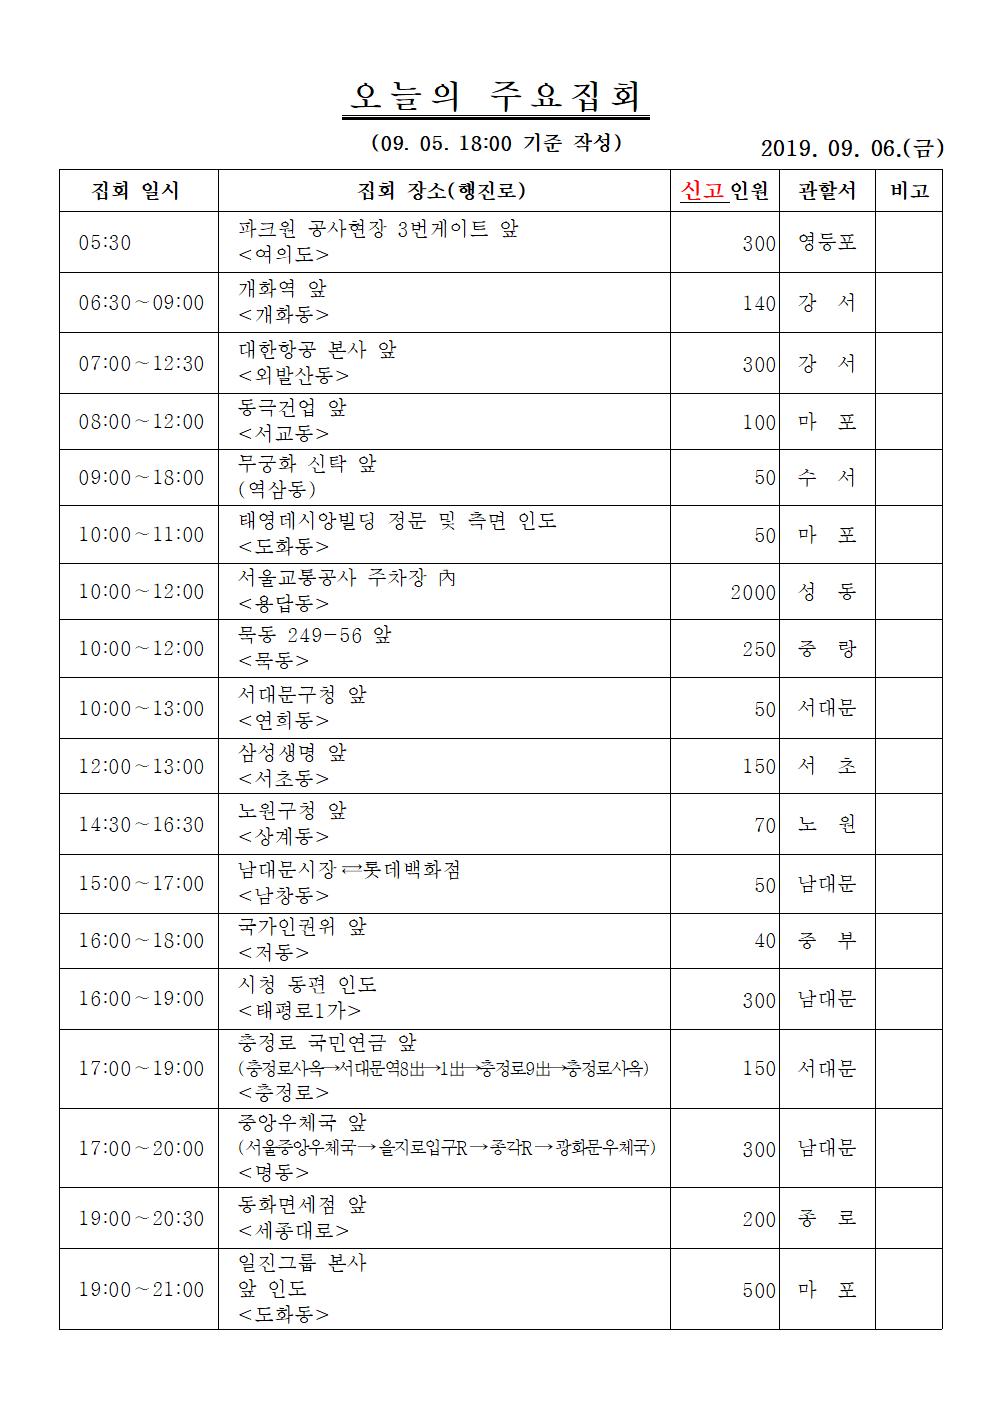 오늘의 주요집회
(09. 05. 18:00 기준 작성)
2019. 09. 06.(금)
집회 일시 집회 장소(행진로) 신고 인원 관할서 비고
05:30 파크원 공사현장 3번게이트 앞 300 영등포
<여의도>
06:30~09:00 개화역 앞 140 강 서
<개화동>
07:00~12:30 대한항공 본사 앞 300 강 서
<외발산동>
08:00~12:00 동극건업 앞 100 마 포
<서교동>
09:00~18:00 무궁화 신탁 앞 50 수 서
(역삼동)
10:00~11:00 태영데시앙빌딩 정문 및 측면 인도 50 마 포
<도화동>
10:00~12:00 서울교통공사 주차장 內 2000 성 동
<용답동>
10:00~12:00 묵동 249-56 앞 250 중 랑
<묵동>
10:00~13:00 서대문구청 앞 50 서대문
<연희동>
12:00~13:00 삼성생명 앞 150 서 초
<서초동>
14:30~16:30 노원구청 앞 70 노 원
<상계동>
15:00~17:00 남대문시장⇄롯데백화점 50 남대문
<남창동>
16:00~18:00 국가인권위 앞 40 중 부
<저동>
16:00~19:00 시청 동편 인도 300 남대문
<태평로1가>
17:00~19:00 충정로 국민연금 앞 150 서대문
(충정로사옥→서대문역8出→1出→충정로9出→충정로사옥)
<충정로>
17:00~20:00 중앙우체국 앞 300 남대문
(서울중앙우체국→을지로입구R→종각R→광화문우체국)
<명동>
19:00~20:30 동화면세점 앞 200 종 로
<세종대로>
19:00~21:00 일진그룹 본사 500 마 포
앞 인도
<도화동>